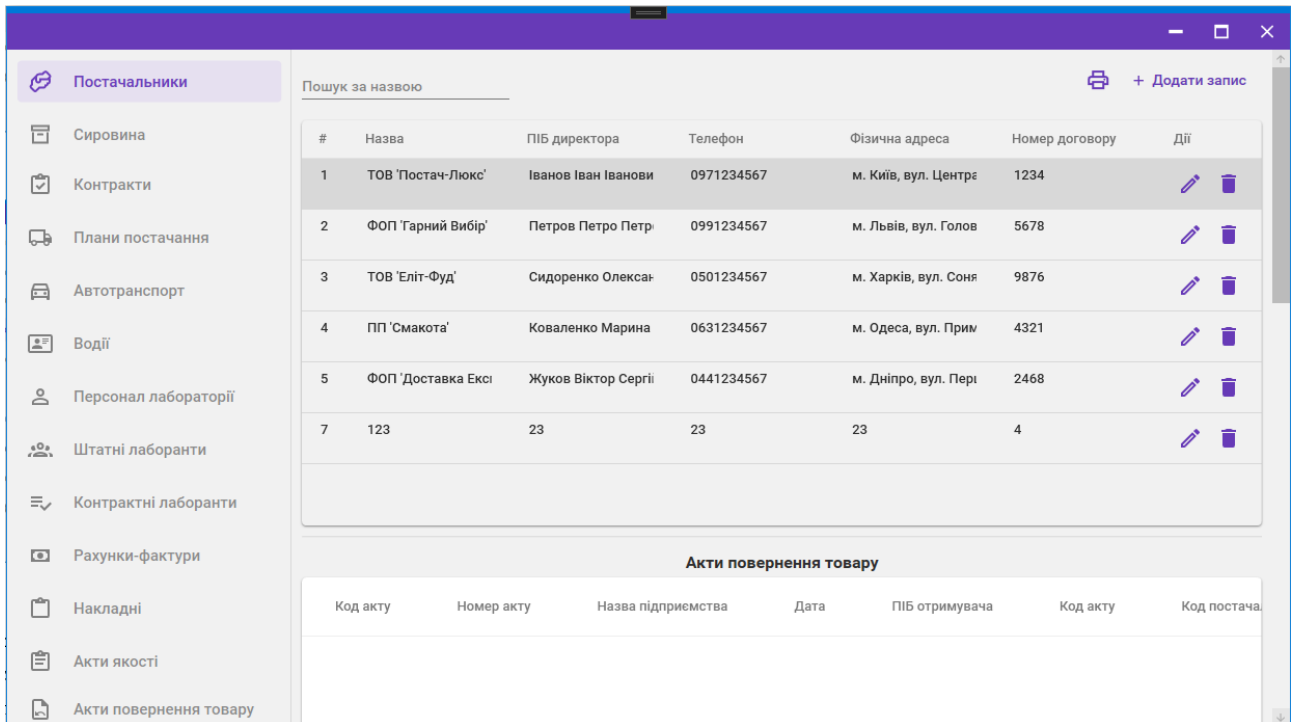 Постачальники
Сировина
Контракти
Плани постачання
Автотранспорт
Водії
Персонал лабораторії
Штатні лаборанти
Контрактні лаборанти
Рахунки-фактури
Накладні
Акти якості
Акти повернення товару
Пошук за назвою
+ Додати запис
# Назва ПІБ директора Телефон Фізична адреса Номер договору Дії
1 ТОВ 'Постач-Люкс' Іванов Іван Іванови 0971234567 м. Київ, вул. Центра 1234
2 ФОП 'Гарний Вибір' Петров Петро Петр 0991234567 м. Львів, вул. Голов 5678
3 ТОВ 'Еліт-Фуд' Сидоренко Олексан 0501234567 м. Харків, вул. Соня 9876
4 ПП 'Смакота' Коваленко Марина 0631234567 м. Одеса, вул. Прим 4321
5 ФОП 'Доставка Екс Жуков Віктор Сергі 0441234567 м. Дніпро, вул. Пер 2468
7 123 23 23 23 4
Акти повернення товару
Код акту Номер акту Назва підприємства Дата ПІБ отримувача Код акту Код постача